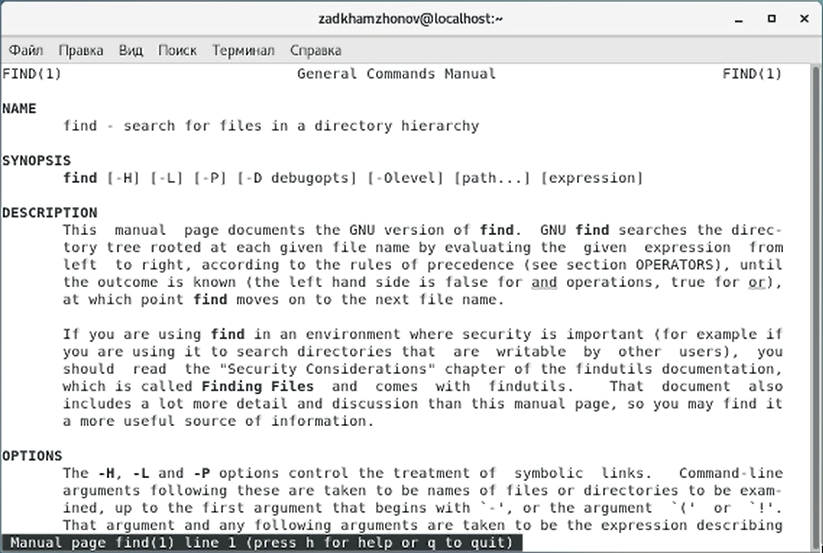 zadkhamzhonov@localhost:~
Файл Правка Вид Поиск Терминал Справка
FIND(1) General Commands Manual FIND(1)
NAME
find - search for files in a directory hierarchy
SYNOPSIS
find [-H] [-L] [-P] [-D debugopts] [-Olevel] [path...] [expression]
DESCRIPTION
This manual page documents the GNU version of find. GNU find searches the direc-
tory tree rooted at each given file name by evaluating the given expression from
left to right, according to the rules of precedence (see section OPERATORS), until
the outcome is known (the left hand side is false for and operations, true for or),
at which point find moves on to the next file name.
If you are using find in an environment where security is important (for example if
you are using it to search directories that are writable by other users), you
should read the "Security Considerations" chapter of the findutils documentation,
which is called Finding Files and comes with findutils. That document also
includes a lot more detail and discussion than this manual page, so you may find it
a more useful source of information.
OPTIONS
The -H, -L and -P options control the treatment of symbolic links. Command-line
arguments following these are taken to be names of files or directories to be exam-
ined, up to the first argument that begins with `-', or the argument `(' or `!'.
That argument and any following arguments are taken to be the expression describing
Manual page find(1) line 1 (press h for help or q to quit)